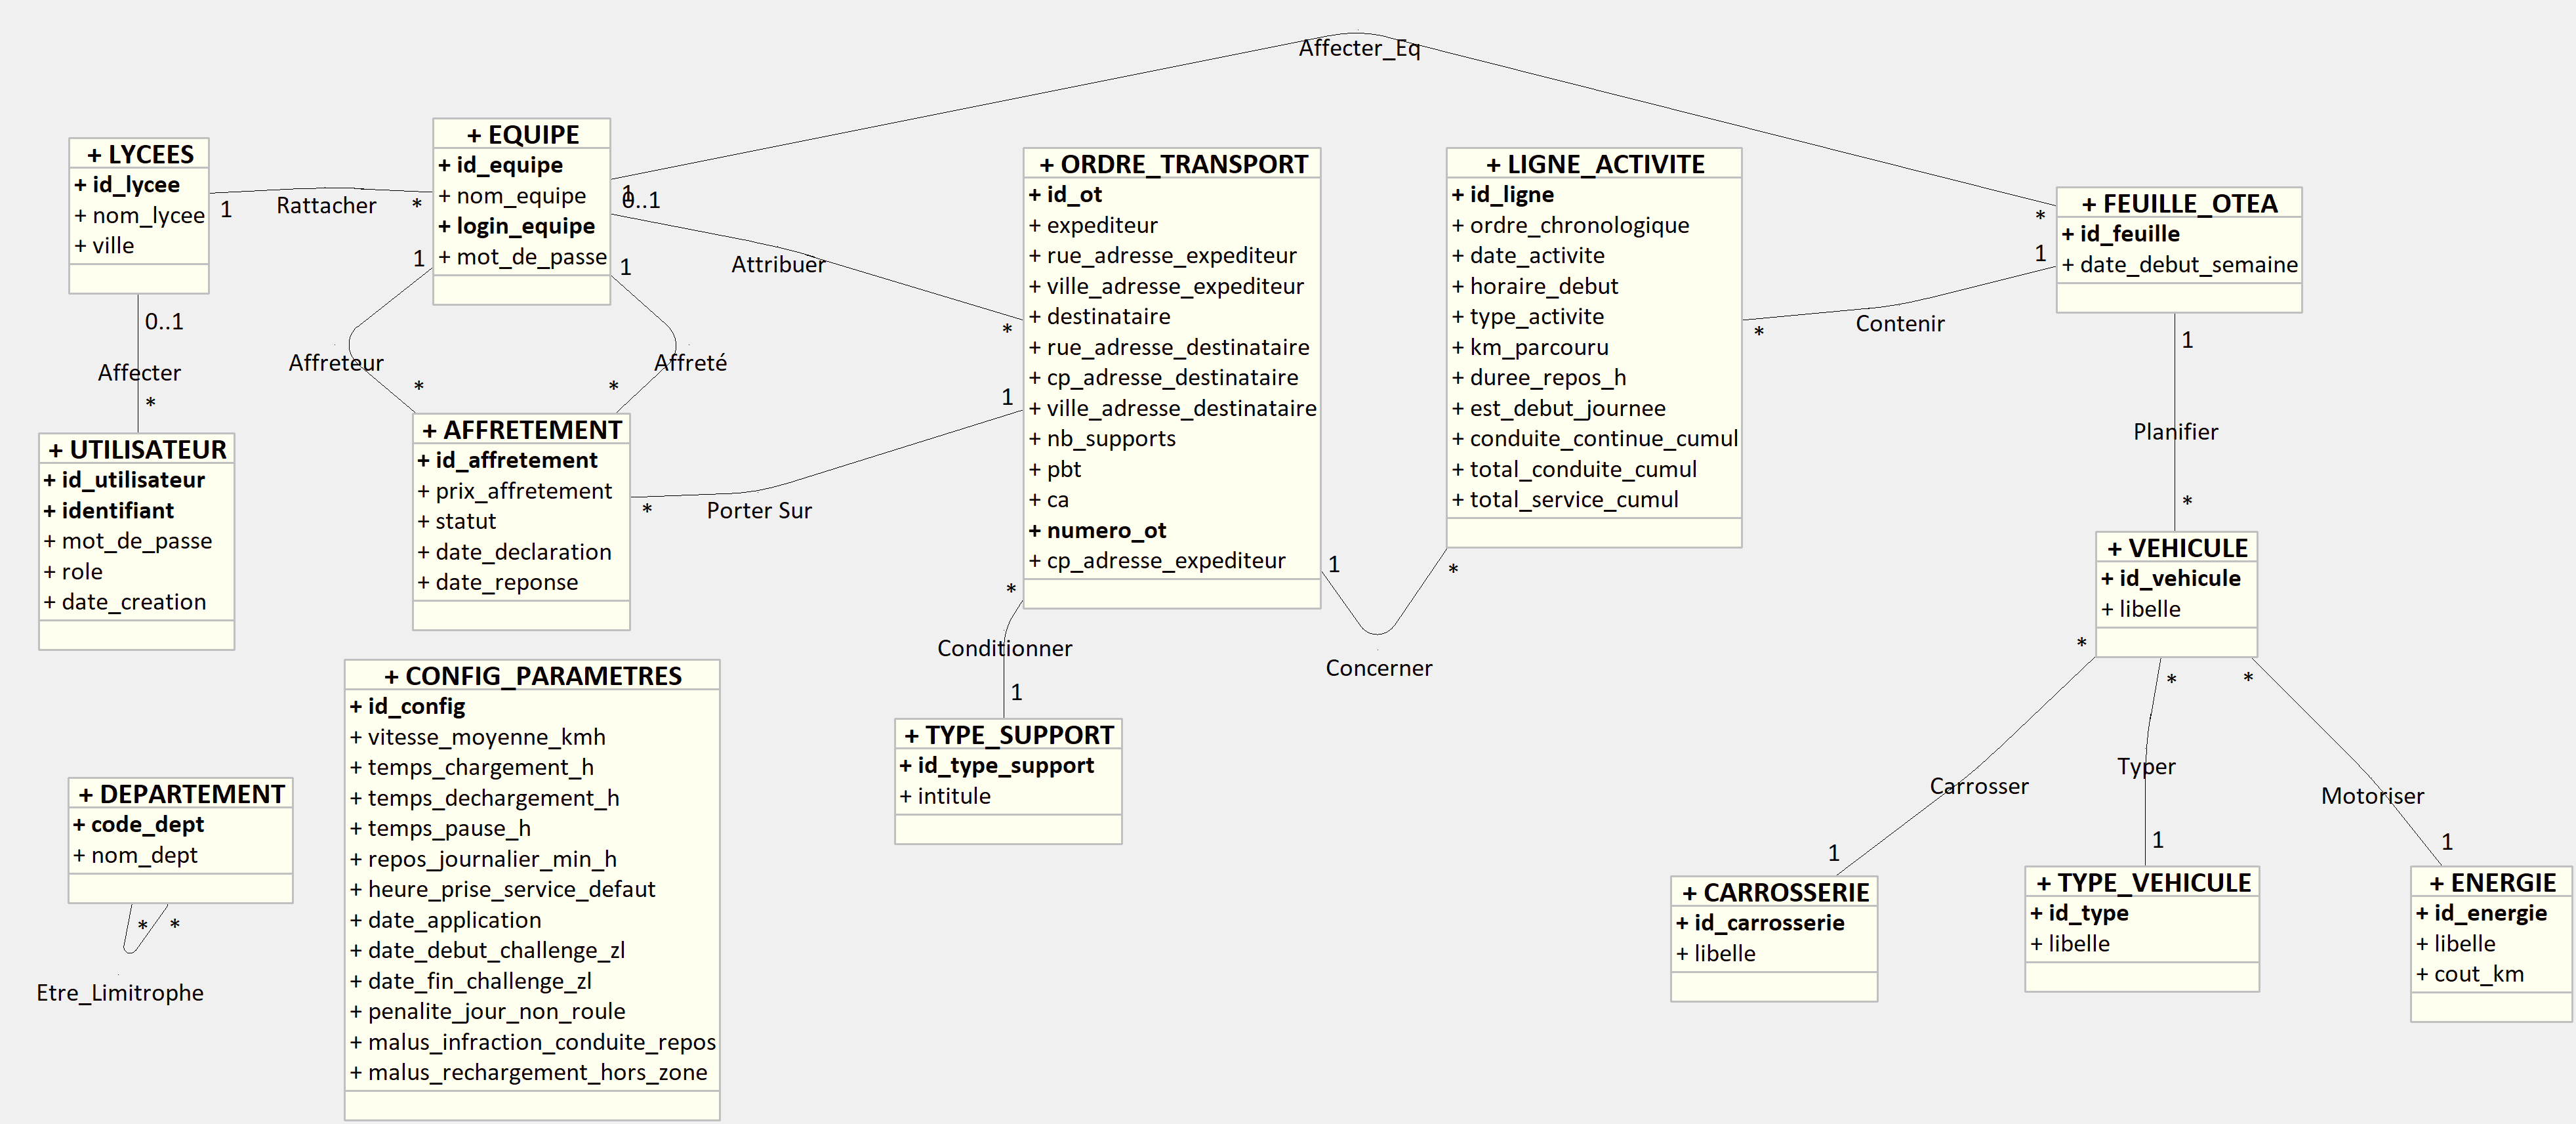 Affecter_Eq
+ LYCEES
+ id_lycee
+ nom_lycee
+ ville
1
Rattacher
*
+ EQUIPE
+ id_equipe
+ nom_equipe
+ login_equipe
+ mot_de_passe
1
0..1
1
1
Attribuer
*
Affreteur
*
Affreté
*
0..1
Affecter
*
+ UTILISATEUR
+ id_utilisateur
+ identifiant
+ mot_de_passe
+ role
+ date_creation
+ AFFRETEMENT
+ id_affretement
+ prix_affretement
+ statut
+ date_declaration
+ date_reponse
*
Porter Sur
1
+ ORDRE_TRANSPORT
+ id_ot
+ expediteur
+ rue_adresse_expediteur
+ ville_adresse_expediteur
+ destinataire
+ rue_adresse_destinataire
+ cp_adresse_destinataire
+ ville_adresse_destinataire
+ nb_supports
+ pbt
+ ca
+ numero_ot
+ cp_adresse_expediteur
*
Conditionner
1
1
Concerner
*
+ LIGNE_ACTIVITE
+ id_ligne
+ ordre_chronologique
+ date_activite
+ horaire_debut
+ type_activite
+ km_parcouru
+ duree_repos_h
+ est_debut_journee
+ conduite_continue_cumul
+ total_conduite_cumul
+ total_service_cumul
*
Contenir
1
*
+ FEUILLE_OTEA
+ id_feuille
+ date_debut_semaine
1
Planifier
*
+ VEHICULE
+ id_vehicule
+ libelle
*
*
*
Carrosser
Typer
Motoriser
1
1
1
+ CARROSSERIE
+ id_carrosserie
+ libelle
+ TYPE_VEHICULE
+ id_type
+ libelle
+ ENERGIE
+ id_energie
+ libelle
+ cout_km
+ TYPE_SUPPORT
+ id_type_support
+ intitule
+ CONFIG_PARAMETRES
+ id_config
+ vitesse_moyenne_kmh
+ temps_chargement_h
+ temps_dechargement_h
+ temps_pause_h
+ repos_journalier_min_h
+ heure_prise_service_defaut
+ date_application
+ date_debut_challenge_zl
+ date_fin_challenge_zl
+ penalite_jour_non_roule
+ malus_infraction_conduite_repos
+ malus_rechargement_hors_zone
+ DEPARTEMENT
+ code_dept
+ nom_dept
*
*
Etre_Limitrophe